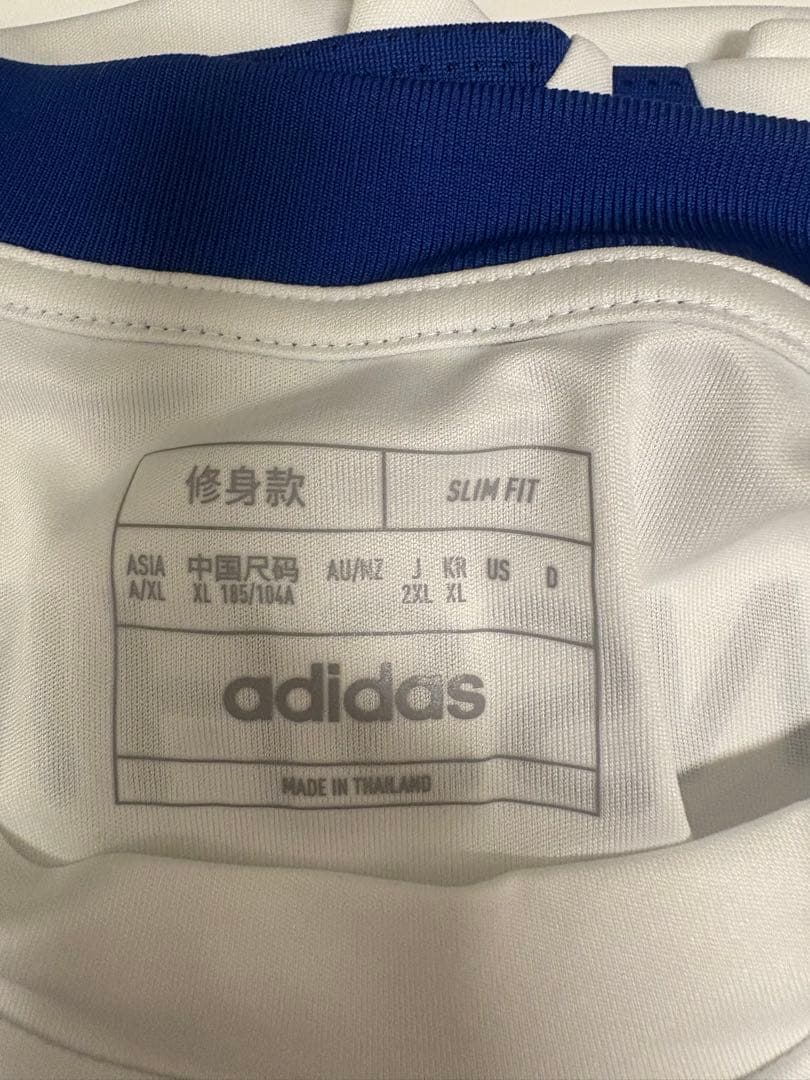 修身款 SLIM FIT
ASIA 中国尺码 AU/NZ J KR US D
A/XL XL 185/104A 2XL XL
adidas
MADE IN THAILAND